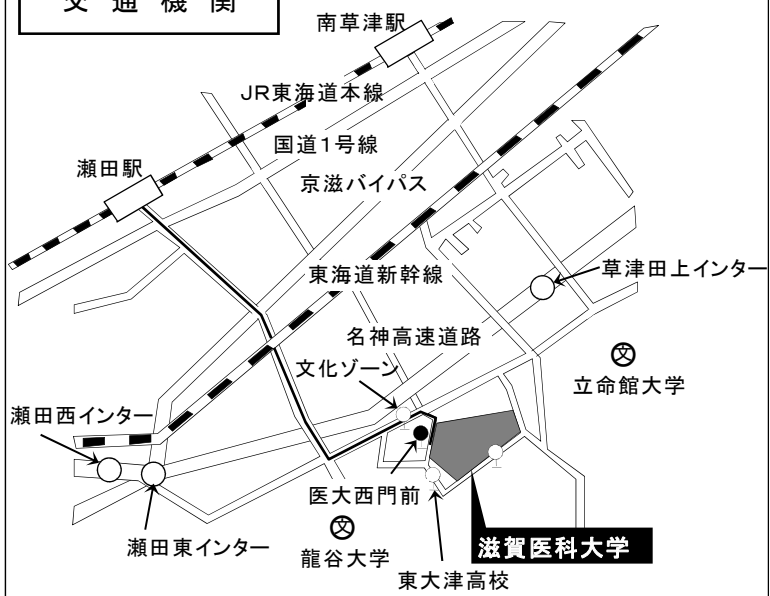 交通機関
南草津駅
JR東海道本線
国道1号線
瀬田駅
京滋バイパス
東海道新幹線
草津田上インター
名神高速道路
文化ゾーン
文
立命館大学
瀬田西インター
医大西門前
文
瀬田東インター
龍谷大学
滋賀医科大学
東大津高校